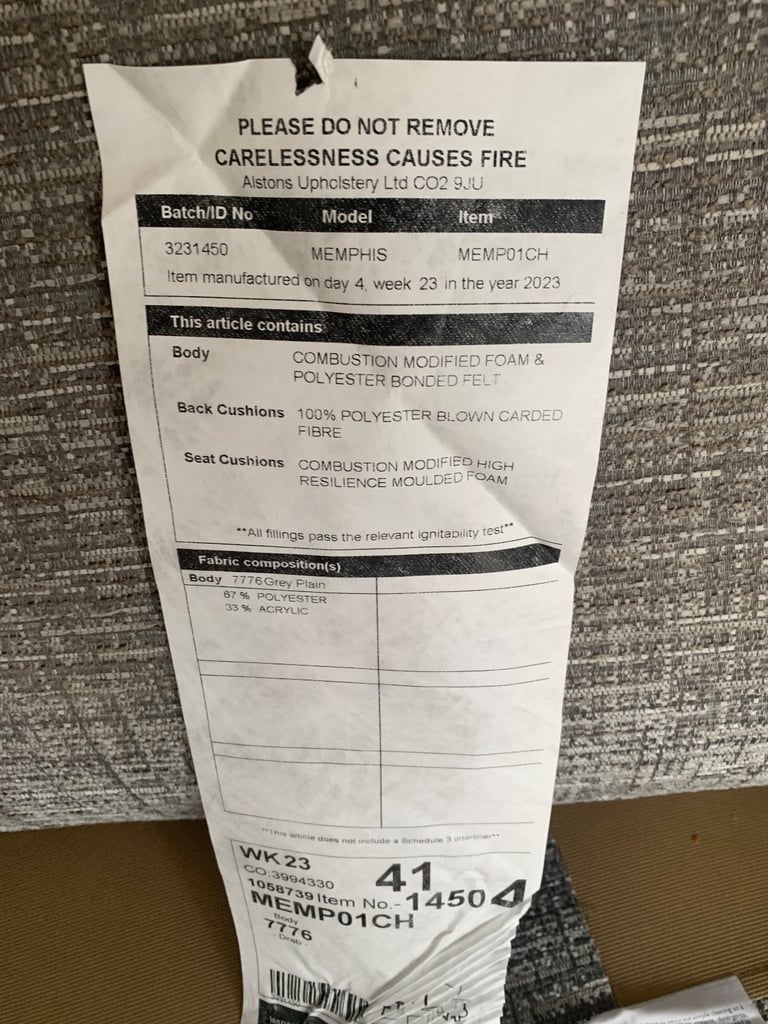 PLEASE DO NOT REMOVE
CARELESSNESS CAUSES FIRE
Alstons Upholstery Ltd CO2 9JU
Batch/ID No Model Item
3231450 MEMPHIS MEMP01CH
Item manufactured on day 4, week 23 in the year 2023
This article contains
Body COMBUSTION MODIFIED FOAM &
POLYESTER BONDED FELT
Back Cushions 100% POLYESTER BLOWN CARDED
FIBRE
Seat Cushions COMBUSTION MODIFIED HIGH
RESILIENCE MOULDED FOAM
**All fillings pass the relevant ignitability test**
Fabric composition(s)
Body 7776 Grey Plain
67 % POLYESTER
33 % ACRYLIC
**This article does not include a Schedule 3 interliner**
WK 23 41
CO:3994330
1058739 Item No.- 14504
MEMP01CH
Body
7776
- Drab -